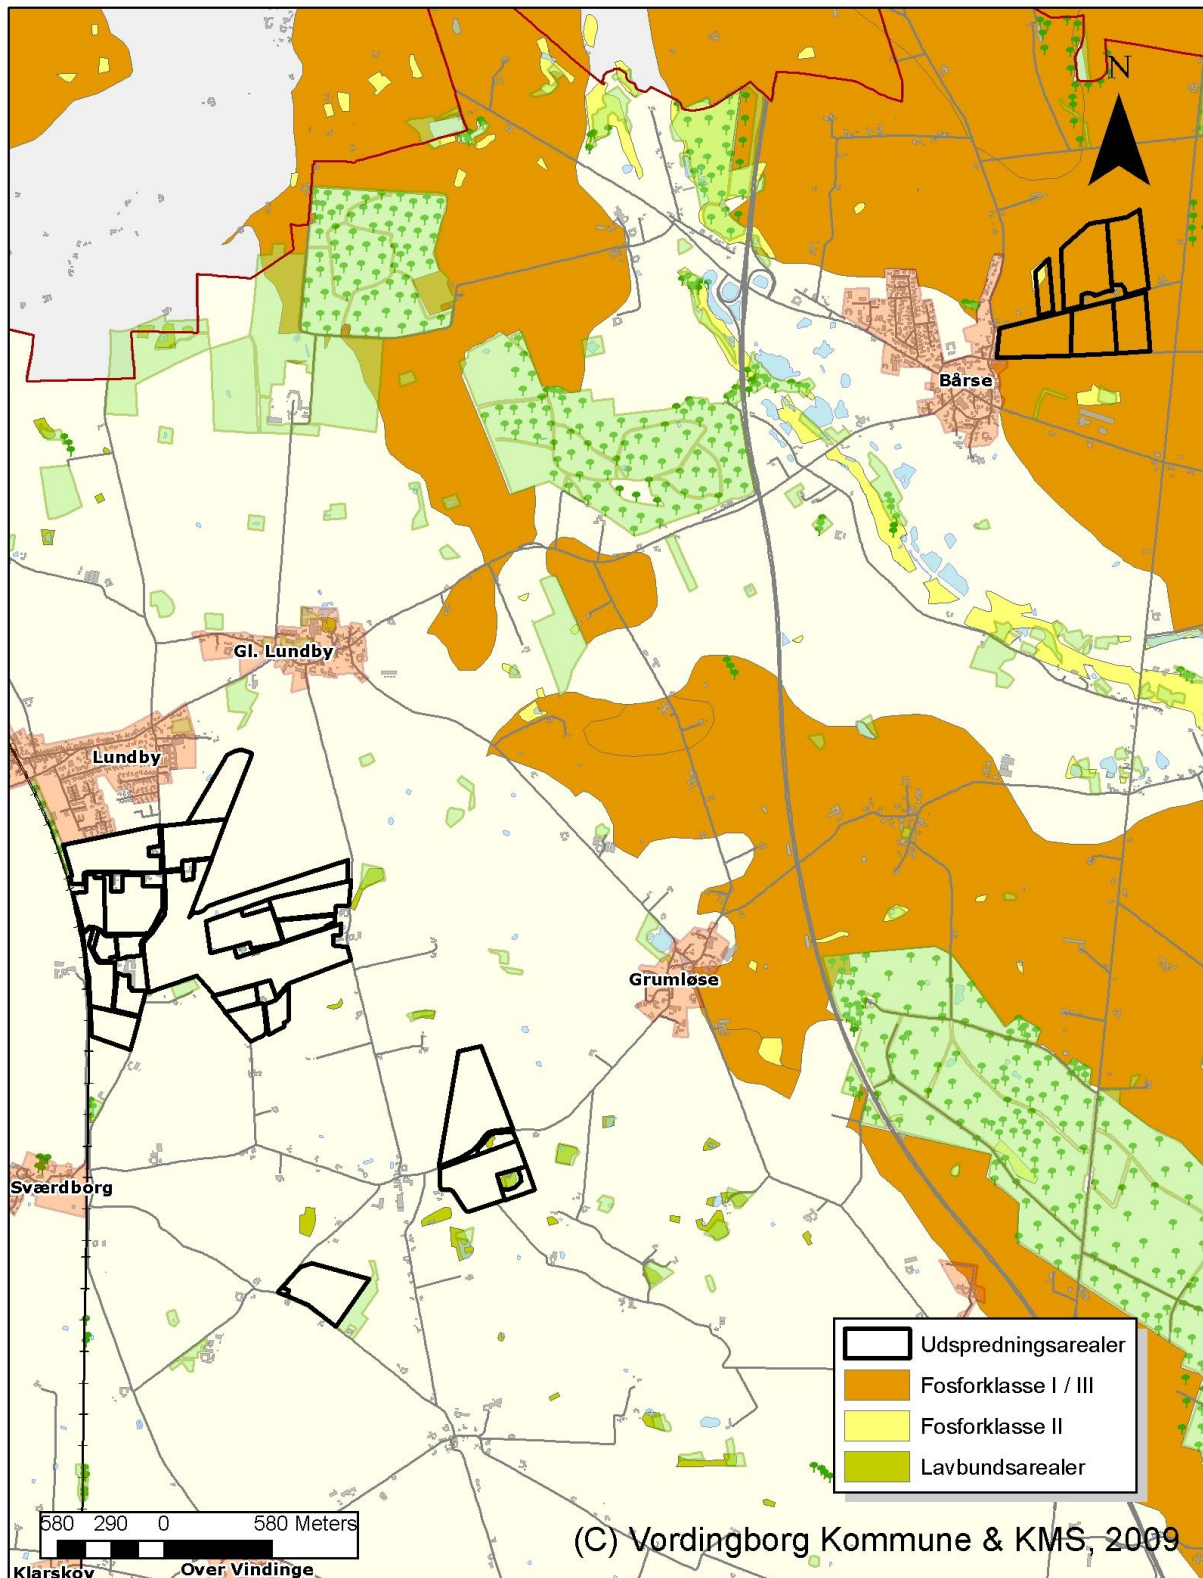 N
Bårse
Gl. Lundby
Lundby
Grumløse
Sværdborg
Udspredningsarealer
Fosforklasse I / III
Fosforklasse II
Lavbundsarealer
580 290 0 580 Meters
(C) Vordingborg Kommune & KMS, 2009
Klarskov Over Vindinge